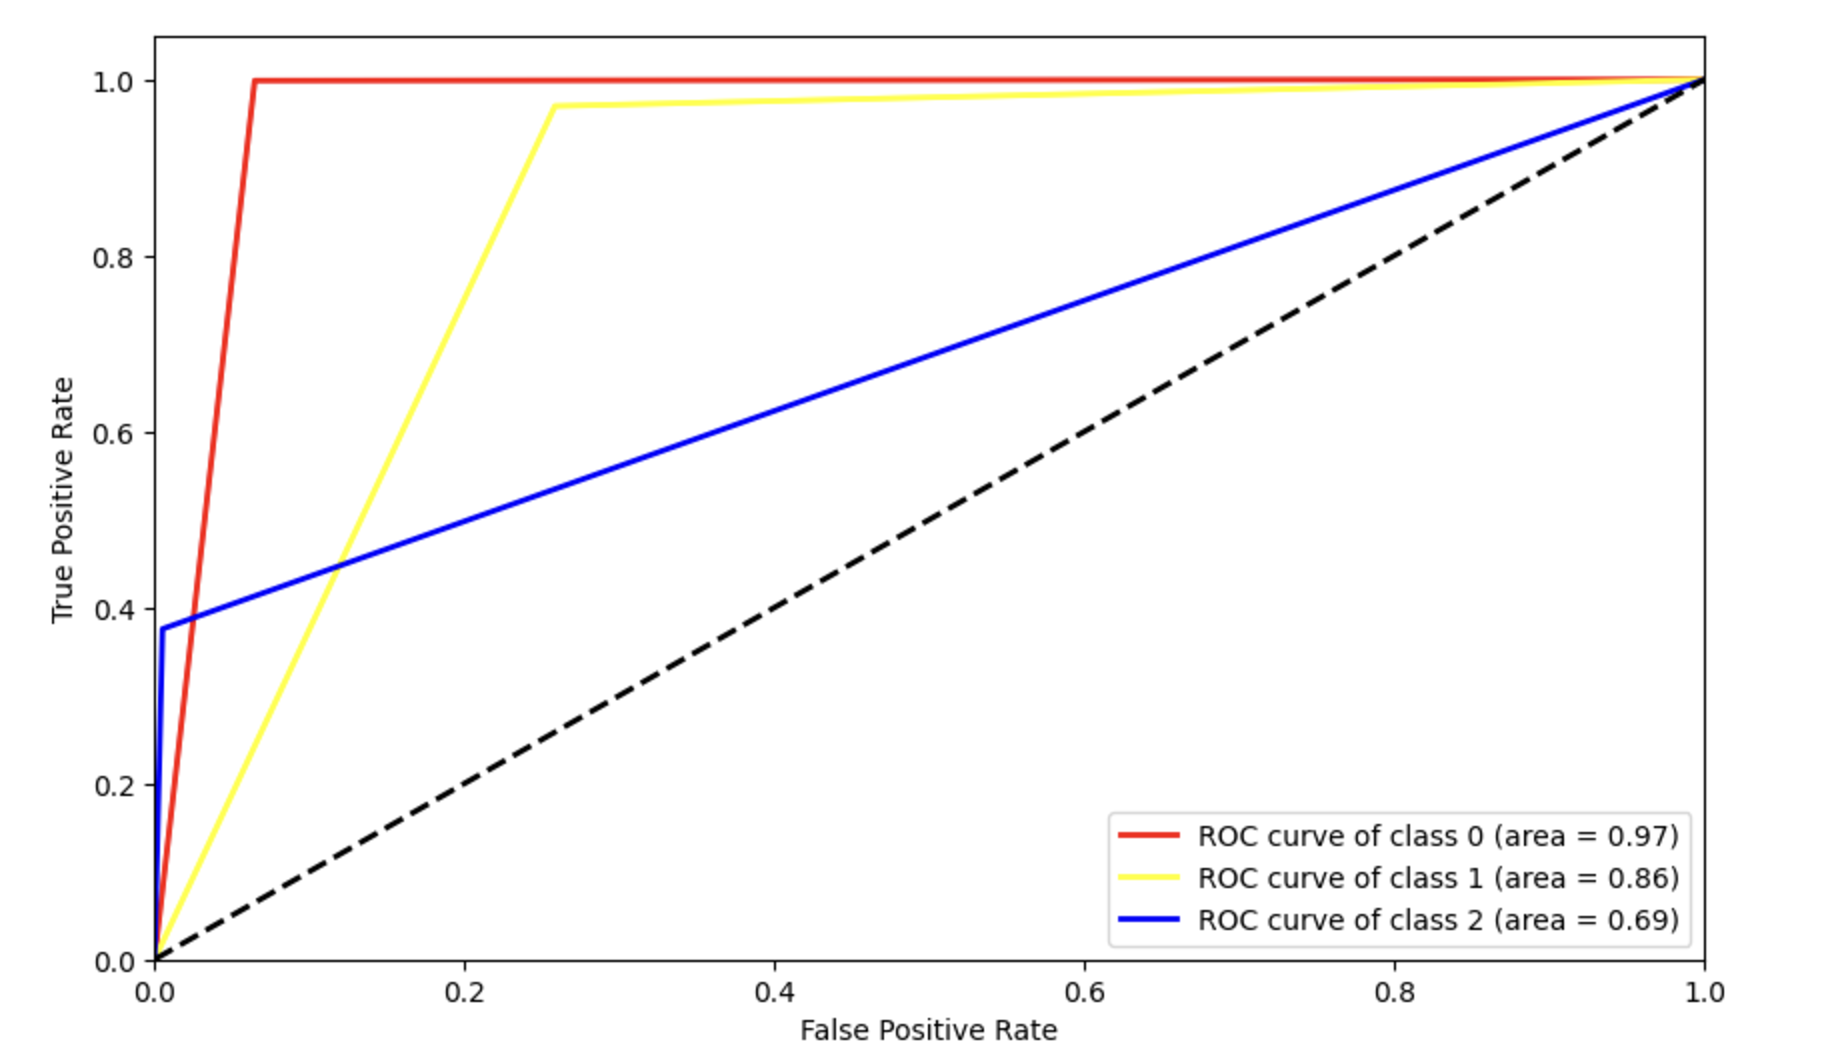 1.0
0.8
0.6
0.4
0.2
0.0
True Positive Rate
0.0 0.2 0.4 0.6 0.8 1.0
False Positive Rate
ROC curve of class 0 (area = 0.97)
ROC curve of class 1 (area = 0.86)
ROC curve of class 2 (area = 0.69)